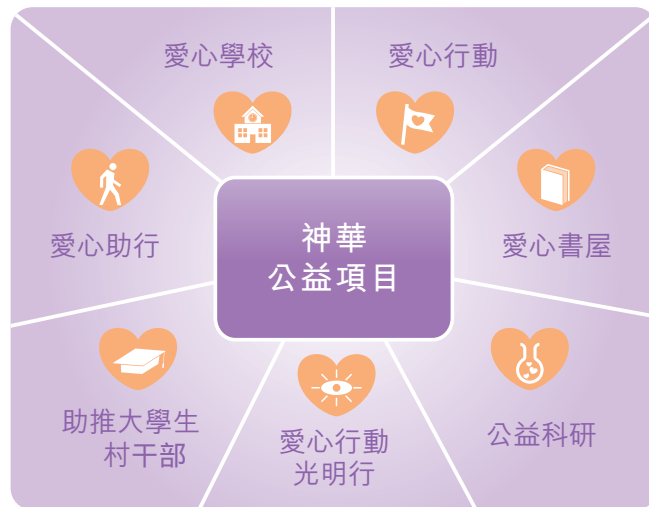 愛心學校
愛心行動
愛心助行
神華
公益項目
愛心書屋
助推大學生
村干部
愛心行動
光明行
公益科研